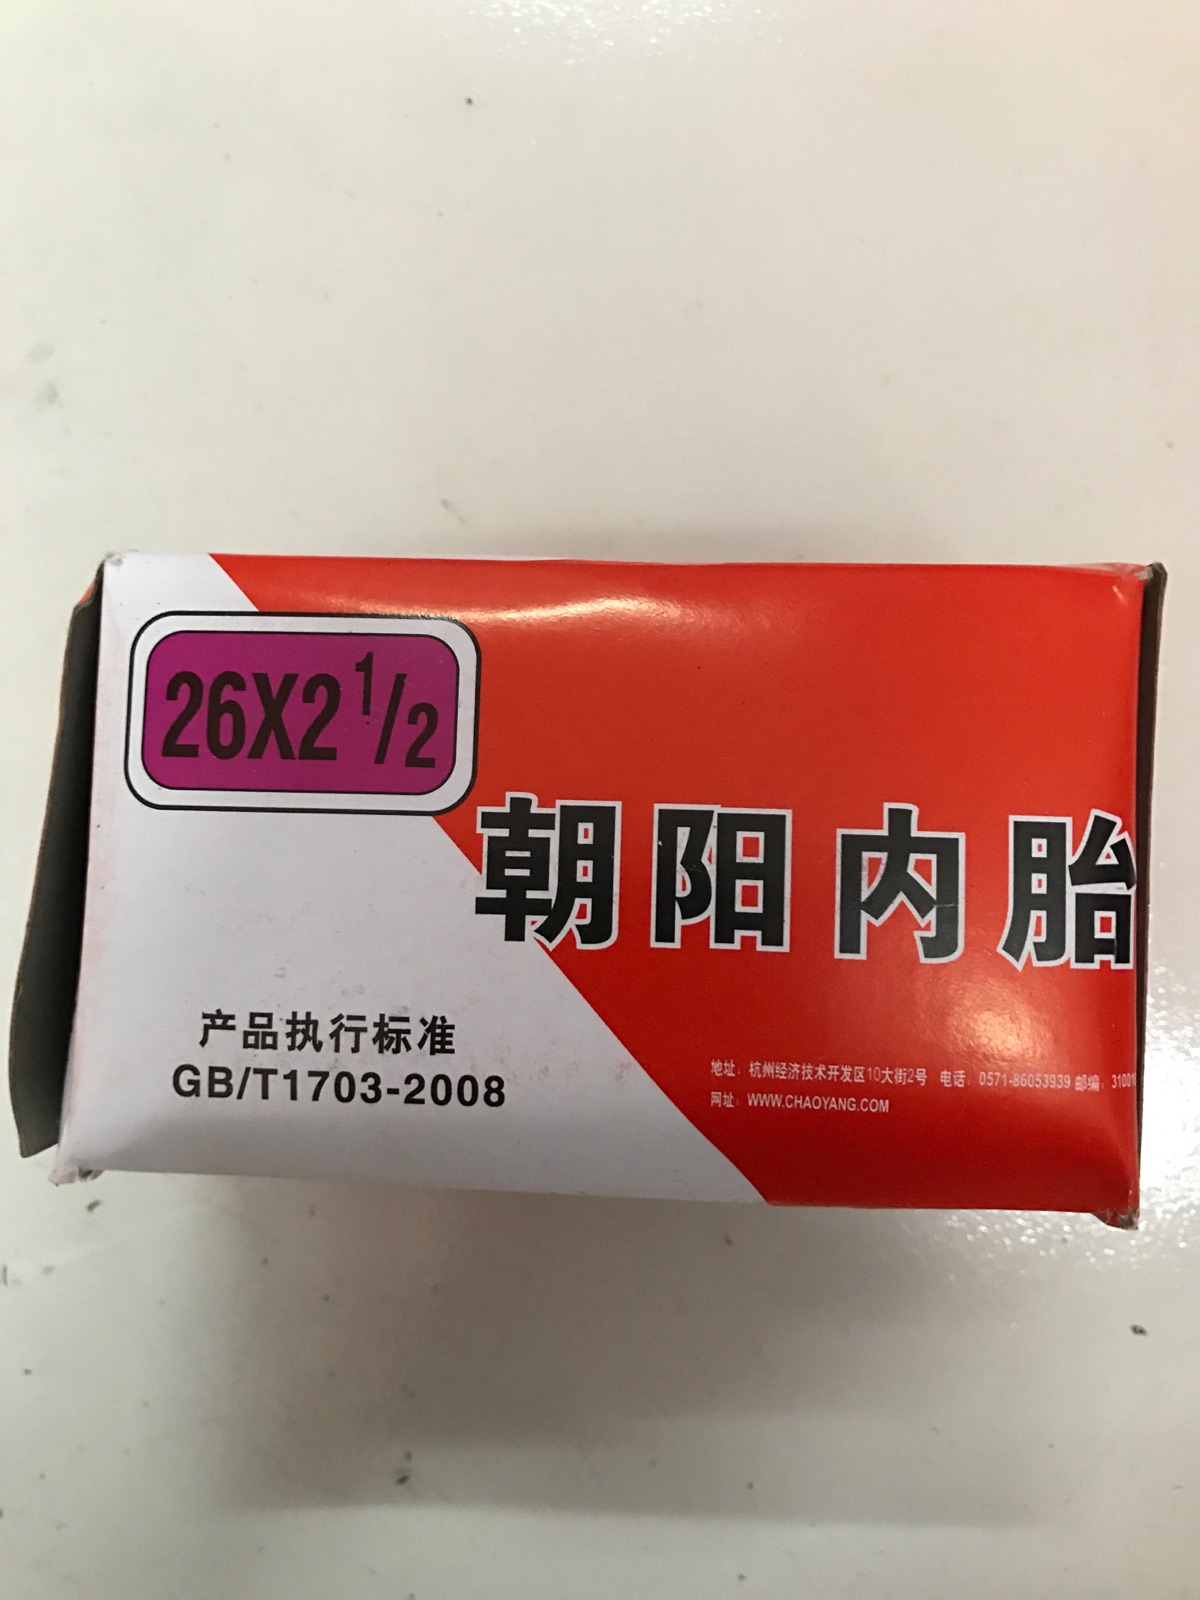 26X2 1/2
朝阳内胎
产品执行标准
GB/T1703-2008
地址：杭州经济技术开发区10大街2号 电话：0571-86053939 邮编：31001
网址：WWW.CHAOYANG.COM